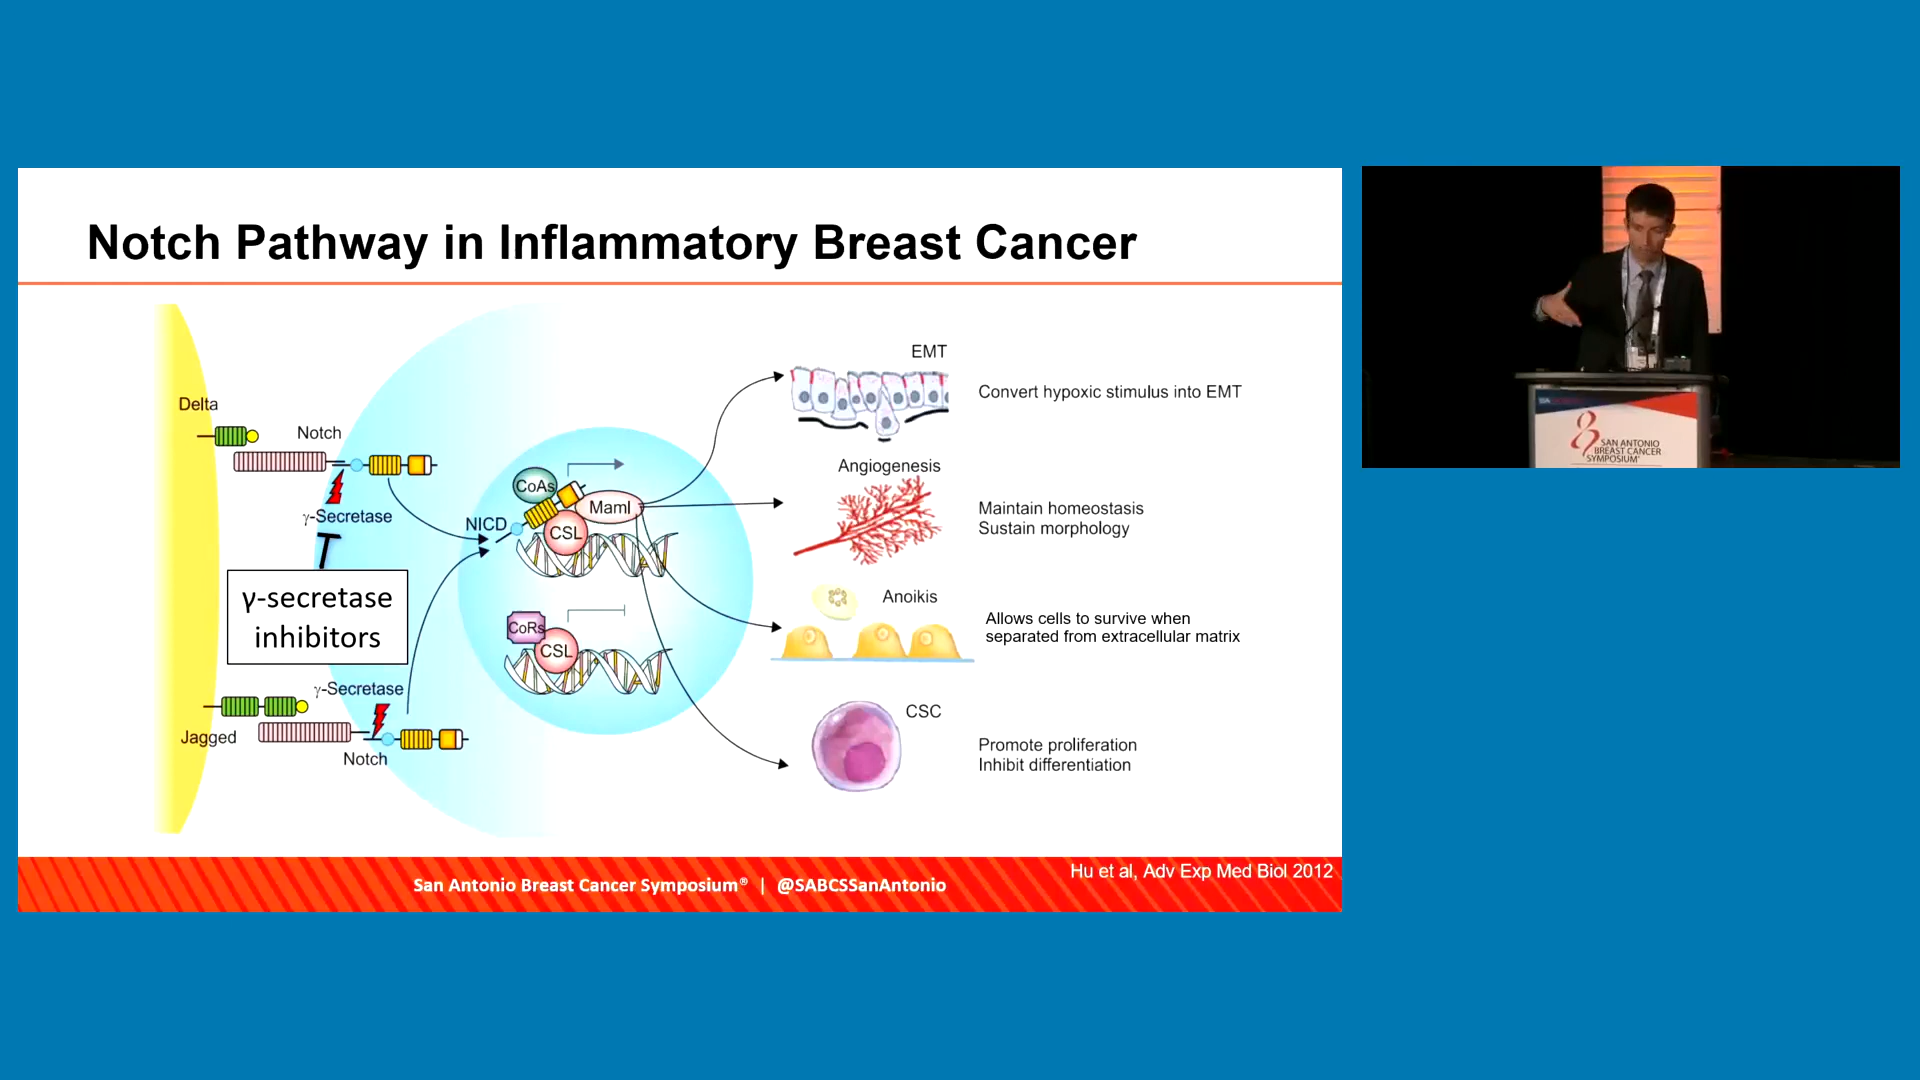 Notch Pathway in Inflammatory Breast Cancer
Delta
Notch
γ-Secretase
γ-secretase
inhibitors
γ-Secretase
Jagged
Notch
NICD
CoAs
Maml
CSL
CoRs
CSL
EMT
Convert hypoxic stimulus into EMT
Angiogenesis
Maintain homeostasis
Sustain morphology
Anoikis
Allows cells to survive when
separated from extracellular matrix
CSC
Promote proliferation
Inhibit differentiation
Hu et al, Adv Exp Med Biol 2012
San Antonio Breast Cancer Symposium® | @SABCSSanAntonio
SAN ANTONIO
BREAST CANCER
SYMPOSIUM®